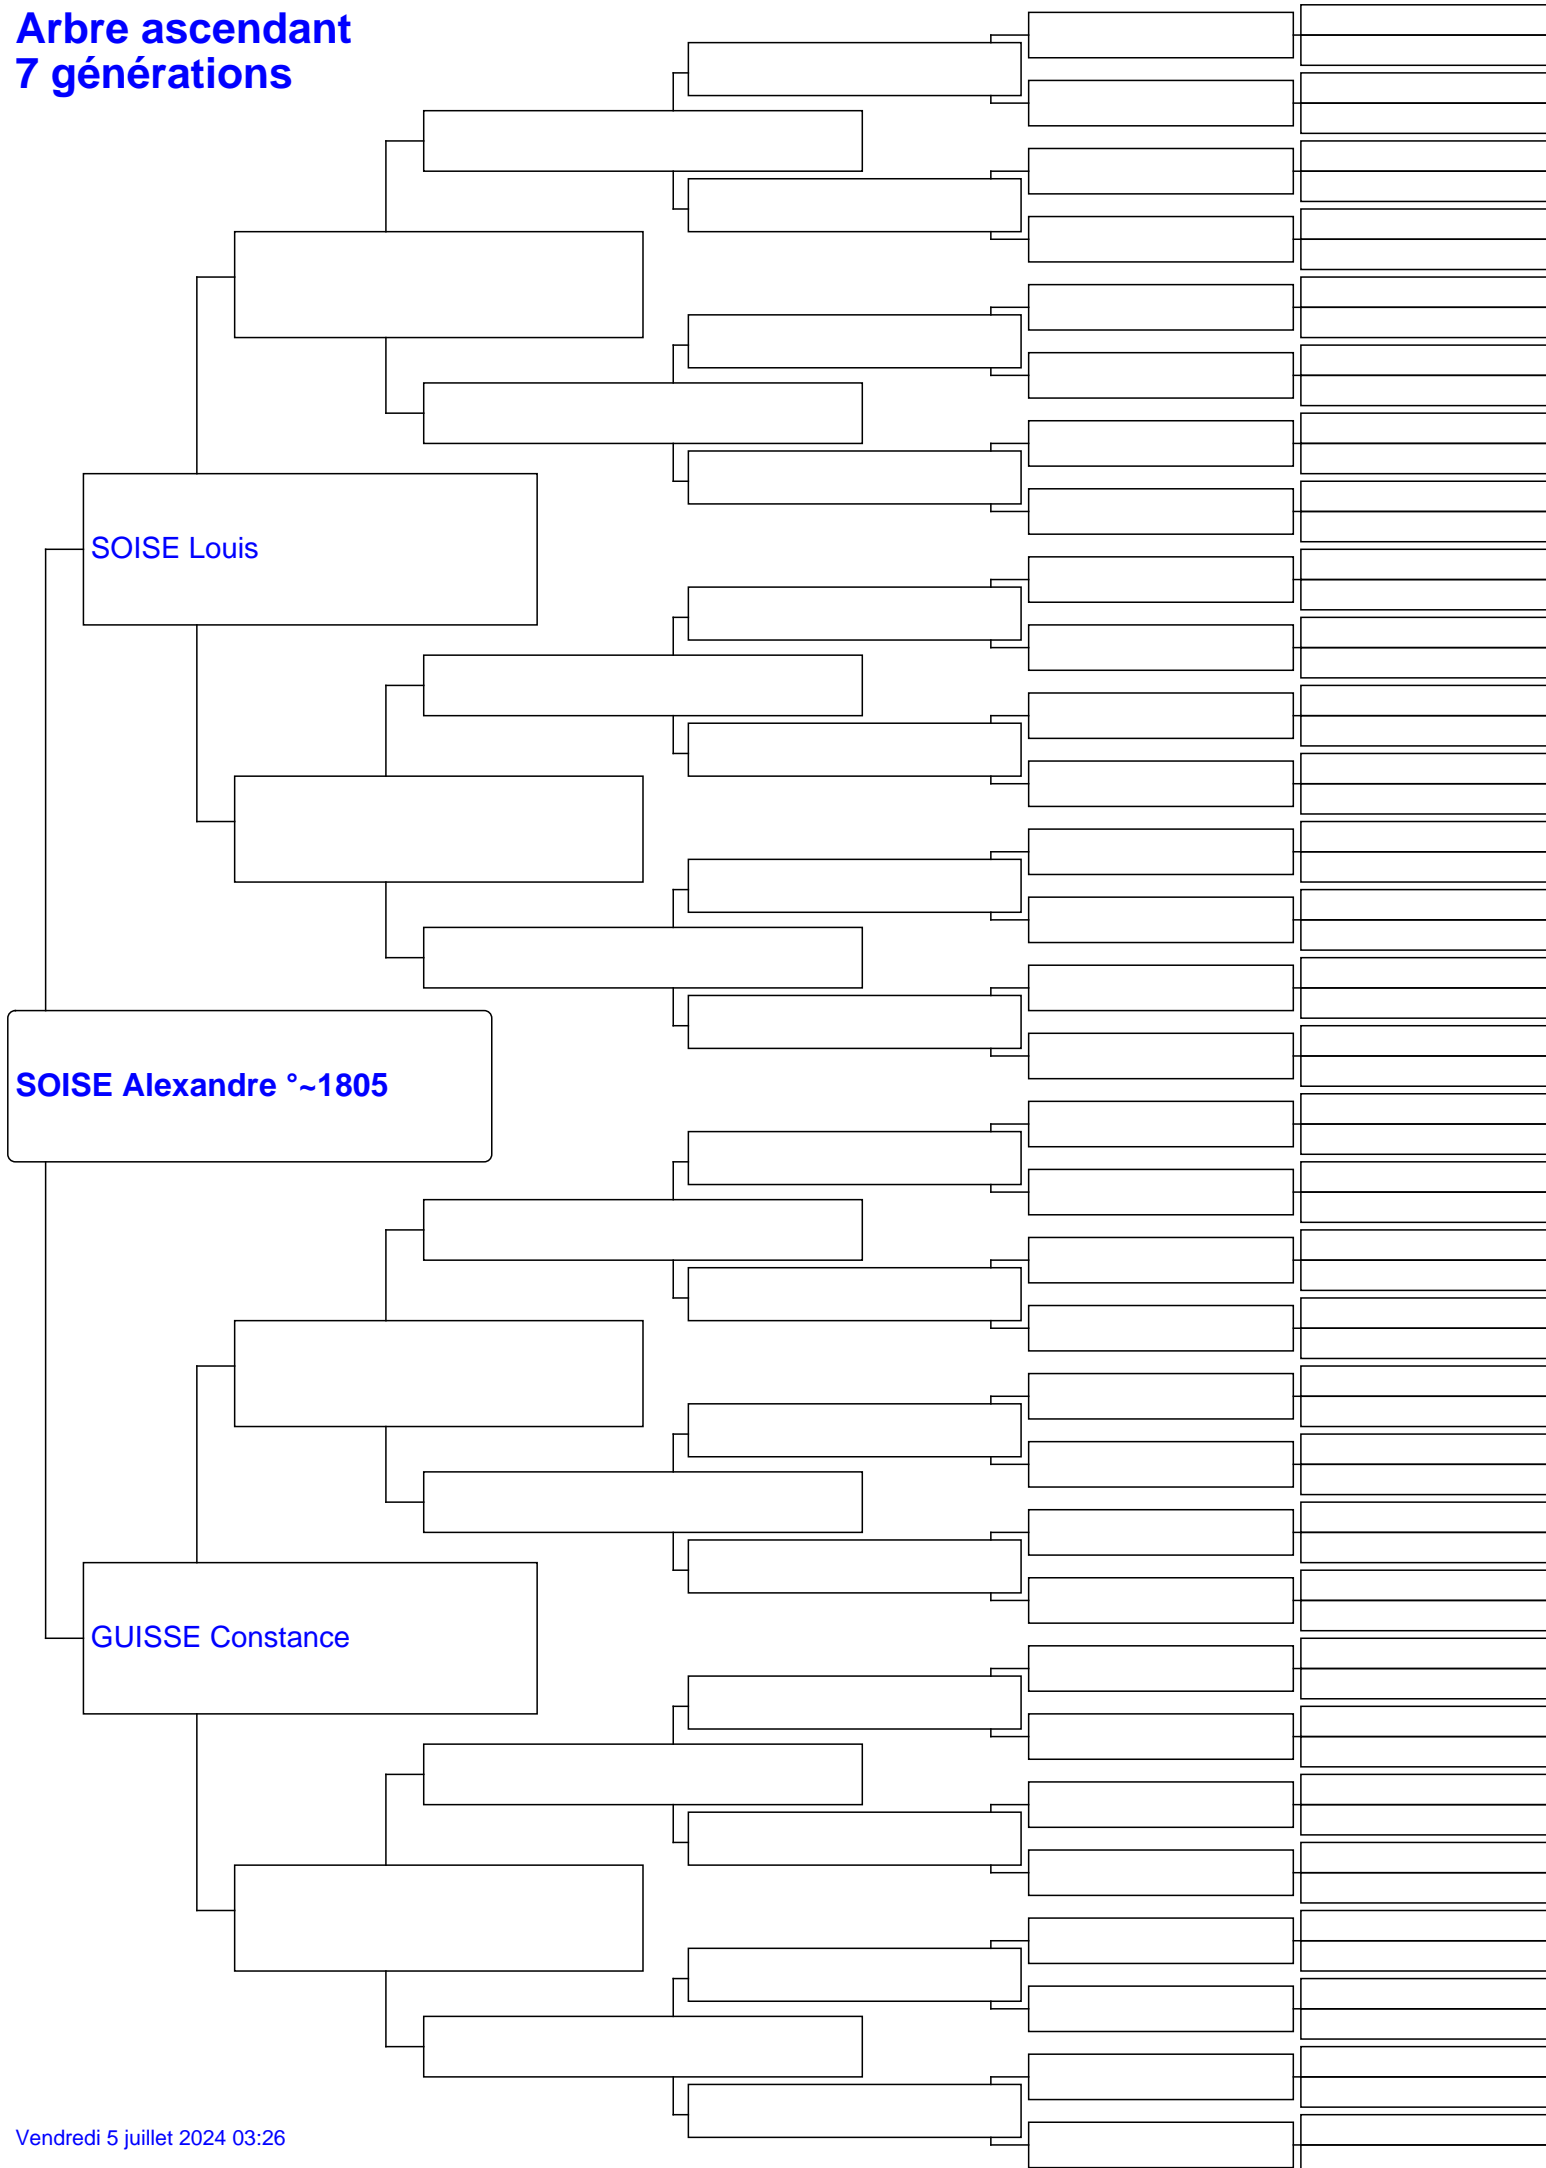 Arbre ascendant
7 générations
SOISE Louis
SOISE Alexandre °~1805
GUISSE Constance
Vendredi 5 juillet 2024 03:26